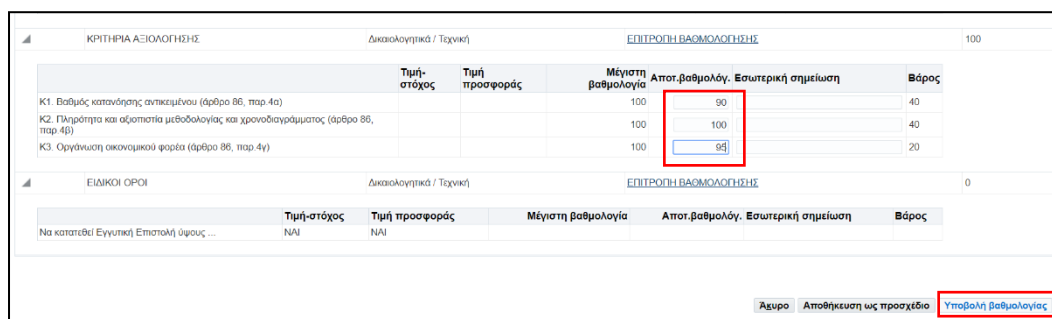 ΚΡΙΤΗΡΙΑ ΑΞΙΟΛΟΓΗΣΗΣ Δικαιολογητικά / Τεχνική ΕΠΙΤΡΟΠΗ ΒΑΘΜΟΛΟΓΗΣΗΣ 100
Τιμή-στόχος Τιμή προσφοράς Μέγιστη βαθμολογία Αποτ.βαθμολόγ. Εσωτερική σημείωση Βάρος
Κ1. Βαθμός κατανόησης αντικειμένου (άρθρο 86, παρ.4α) 100 90 40
Κ2. Πληρότητα και αξιοπιστία μεθοδολογίας και χρονοδιαγράμματος (άρθρο 86,
παρ.4β) 100 100 40
Κ3. Οργάνωση οικονομικού φορέα (άρθρο 86, παρ.4γ) 100 95 20
ΕΙΔΙΚΟΙ ΟΡΟΙ Δικαιολογητικά / Τεχνική ΕΠΙΤΡΟΠΗ ΒΑΘΜΟΛΟΓΗΣΗΣ 0
Τιμή-στόχος Τιμή προσφοράς Μέγιστη βαθμολογία Αποτ.βαθμολόγ. Εσωτερική σημείωση Βάρος
Να κατατεθεί Εγγυτική Επιστολή ύψους ... ΝΑΙ ΝΑΙ
Άκυρο Αποθήκευση ως προσχέδιο Υποβολή βαθμολογίας